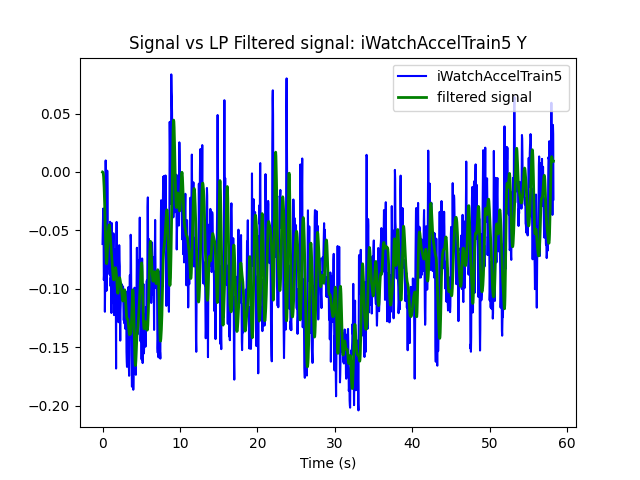 Signal vs LP Filtered signal: iWatchAccelTrain5 Y
iWatchAccelTrain5
filtered signal
0.05
0.00
−0.05
−0.10
−0.15
−0.20
0 10 20 30 40 50 60
Time (s)